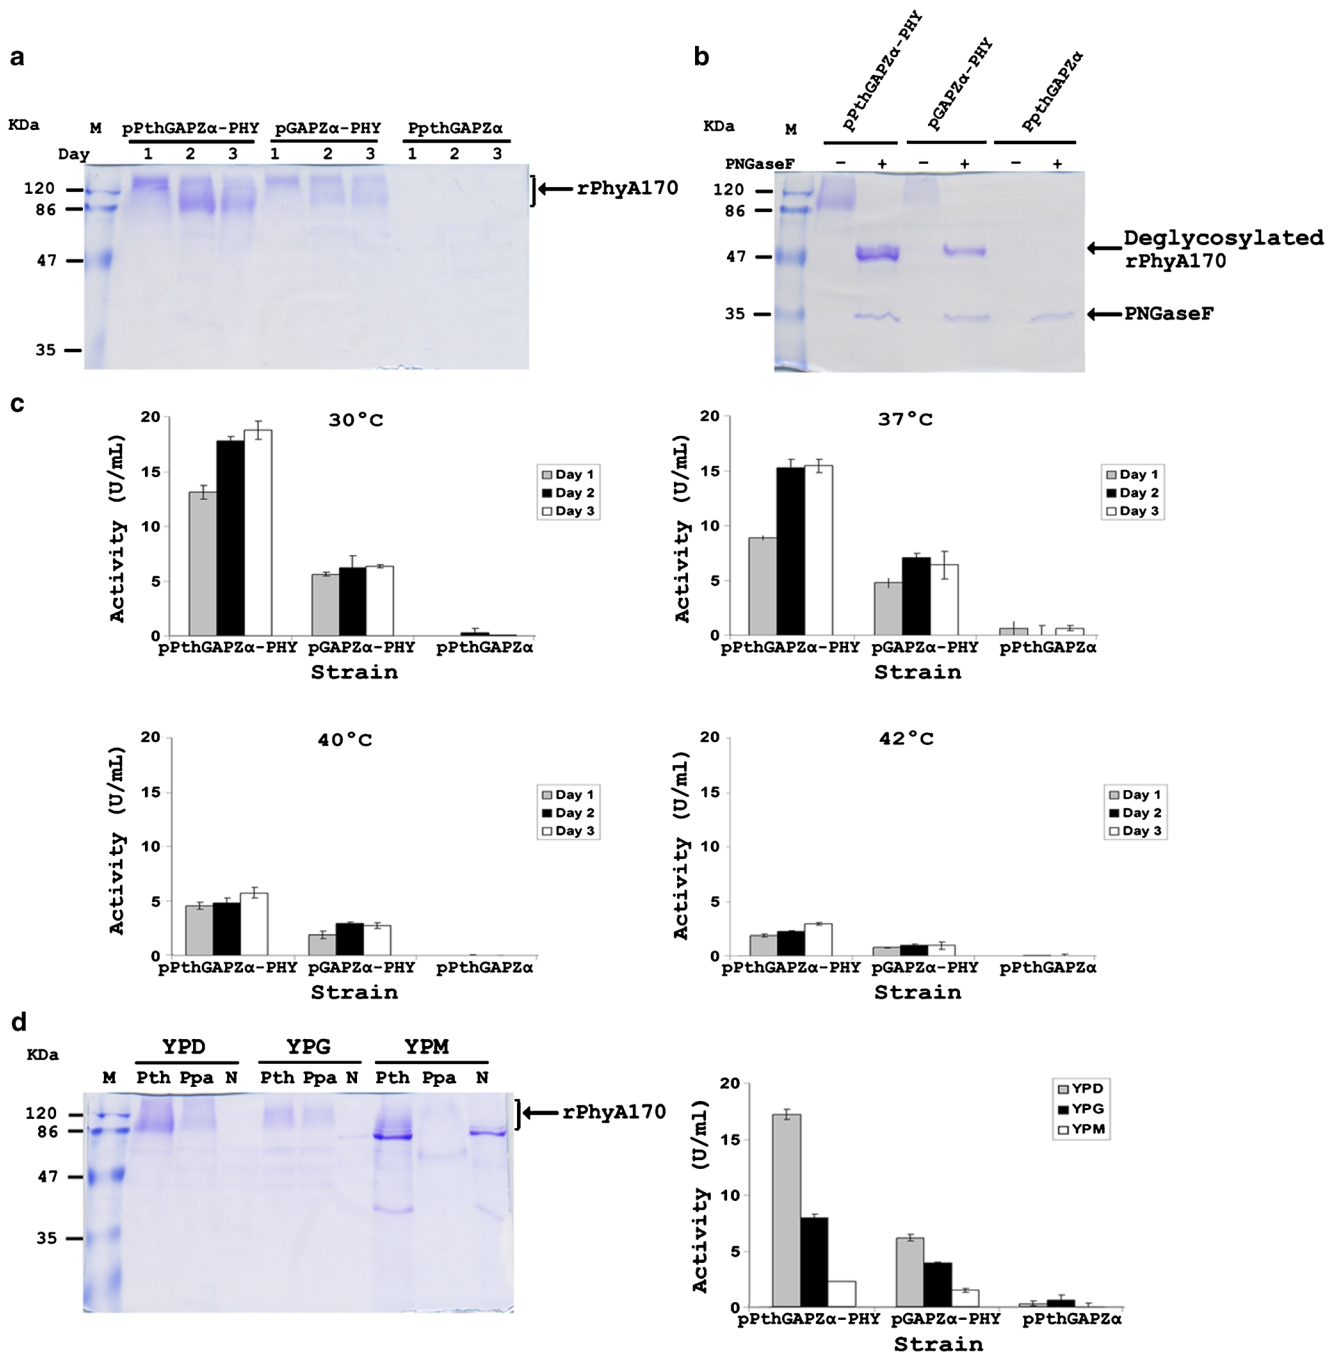 a
KDa M pPthGAPZα-PHY pGAPZα-PHY PpthGAPZα
Day 1 2 3 1 2 3 1 2 3
120
86
47
35
rPhyA170
b
pPthGAPZα-PHY pGAPZα-PHY PpthGAPZα
KDa M
PNGaseF − + − + − +
120
86
47
35
Deglycosylated
rPhyA170
PNGaseF
c
30°C
Activity (U/mL)
20
15
10
5
0
Day 1
Day 2
Day 3
pPthGAPZα-PHY pGAPZα-PHY pPthGAPZα
Strain
37°C
Activity (U/mL)
20
15
10
5
0
Day 1
Day 2
Day 3
pPthGAPZα-PHY pGAPZα-PHY pPthGAPZα
Strain
40°C
Activity (U/mL)
20
15
10
5
0
Day 1
Day 2
Day 3
pPthGAPZα-PHY pGAPZα-PHY pPthGAPZα
Strain
42°C
Activity (U/ml)
20
15
10
5
0
Day 1
Day 2
Day 3
pPthGAPZα-PHY pGAPZα-PHY pPthGAPZα
Strain
d
KDa YPD YPG YPM
M Pth Ppa N Pth Ppa N Pth Ppa N
120
86
47
35
rPhyA170
Activity (U/ml)
20
15
10
5
0
YPD
YPG
YPM
pPthGAPZα-PHY pGAPZα-PHY pPthGAPZα
Strain